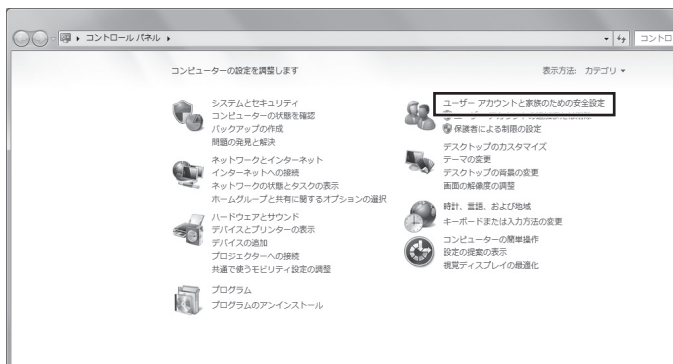 コントロール パネル
コントロ
コンピューターの設定を調整します
表示方法: カテゴリ
システムとセキュリティ
コンピューターの状態を確認
バックアップの作成
問題の発見と解決
ネットワークとインターネット
インターネットへの接続
ネットワークの状態とタスクの表示
ホームグループと共有に関するオプションの選択
ハードウェアとサウンド
デバイスとプリンターの表示
デバイスの追加
プロジェクターへの接続
共通で使うモビリティ設定の調整
プログラム
プログラムのアンインストール
ユーザー アカウントと家族のための安全設定
保護者による制限の設定
デスクトップのカスタマイズ
テーマの変更
デスクトップの背景の変更
画面の解像度の調整
時計、言語、および地域
キーボードまたは入力方法の変更
コンピューターの簡単操作
設定の提案の表示
視覚ディスプレイの最適化